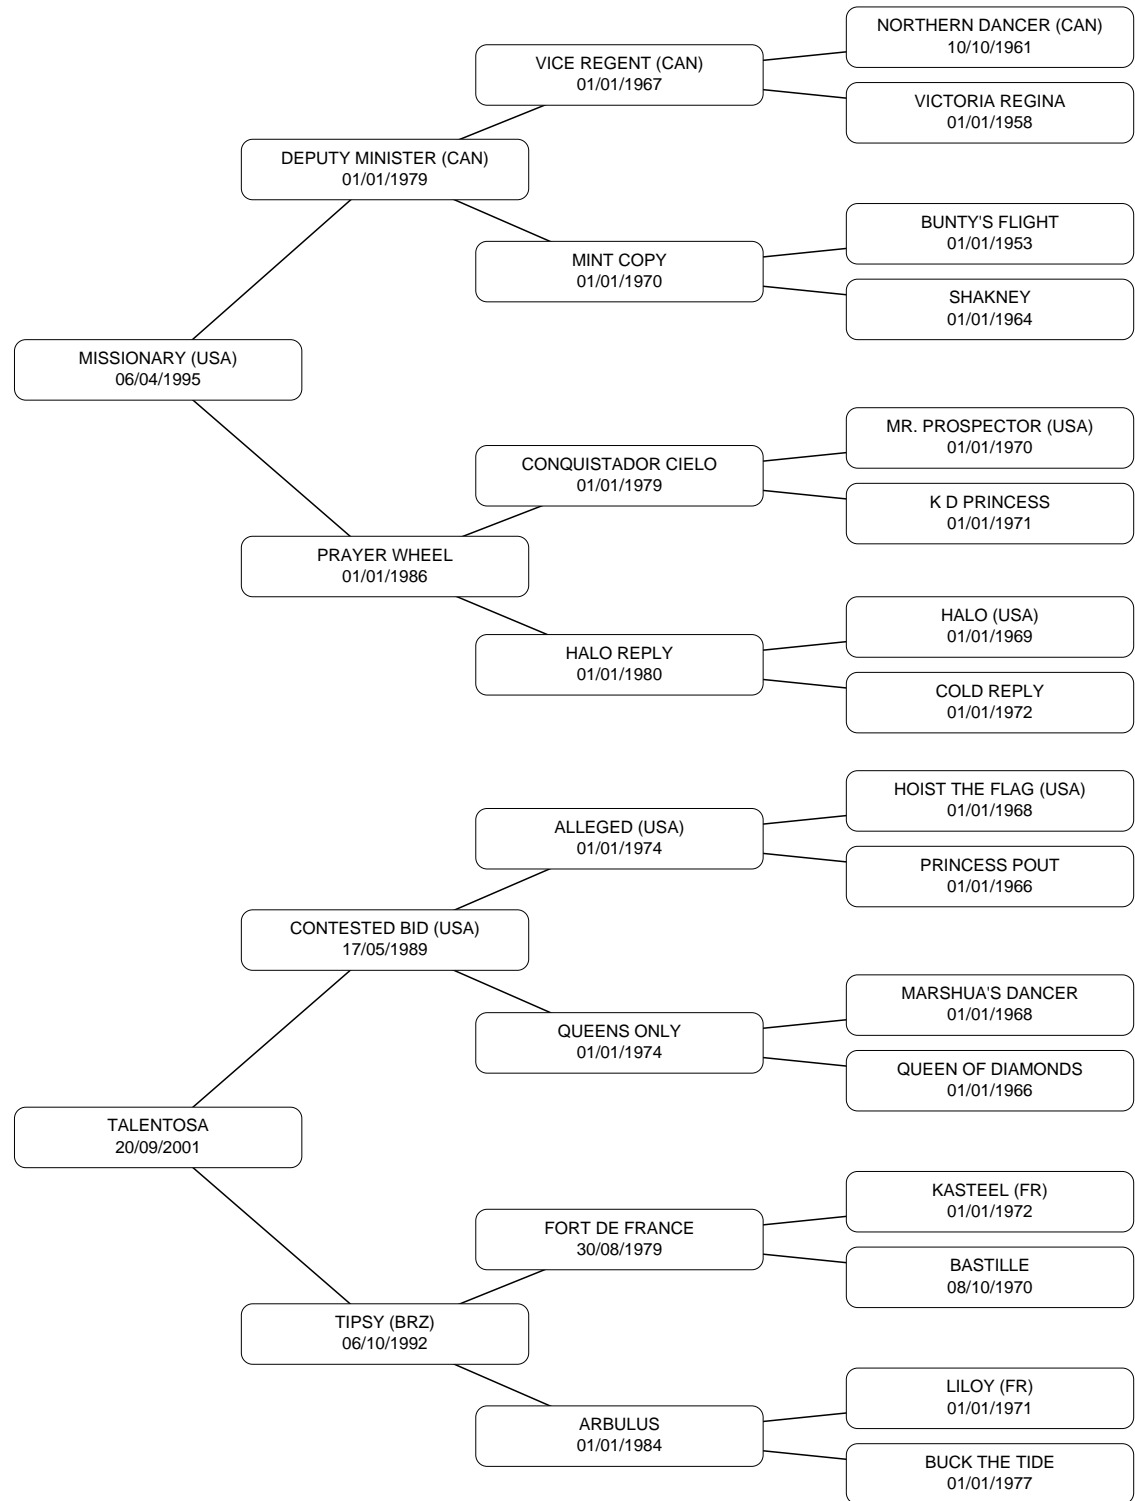 NORTHERN DANCER (CAN)
10/10/1961
VICE REGENT (CAN)
01/01/1967
VICTORIA REGINA
01/01/1958
DEPUTY MINISTER (CAN)
01/01/1979
BUNTY'S FLIGHT
01/01/1953
MINT COPY
01/01/1970
SHAKNEY
01/01/1964
MISSIONARY (USA)
06/04/1995
MR. PROSPECTOR (USA)
01/01/1970
CONQUISTADOR CIELO
01/01/1979
K D PRINCESS
01/01/1971
PRAYER WHEEL
01/01/1986
HALO (USA)
01/01/1969
HALO REPLY
01/01/1980
COLD REPLY
01/01/1972
HOIST THE FLAG (USA)
01/01/1968
ALLEGED (USA)
01/01/1974
PRINCESS POUT
01/01/1966
CONTESTED BID (USA)
17/05/1989
MARSHUA'S DANCER
01/01/1968
QUEENS ONLY
01/01/1974
QUEEN OF DIAMONDS
01/01/1966
TALENTOSA
20/09/2001
KASTEEL (FR)
01/01/1972
FORT DE FRANCE
30/08/1979
BASTILLE
08/10/1970
TIPSY (BRZ)
06/10/1992
LILOY (FR)
01/01/1971
ARBULUS
01/01/1984
BUCK THE TIDE
01/01/1977